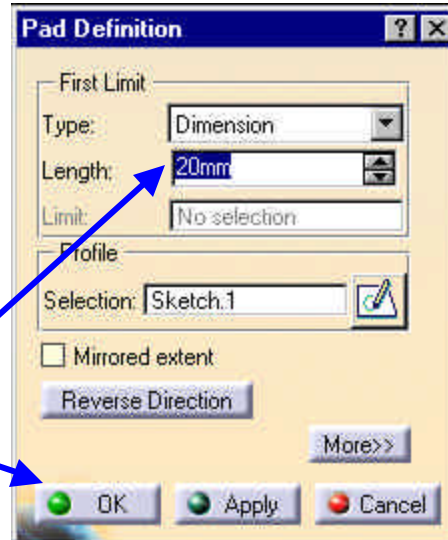 Pad Definition
First Limit
Type: Dimension
Length: 20mm
Limit: No selection
Profile
Selection: Sketch.1
Mirrored extent
Reverse Direction
More>>
OK Apply Cancel